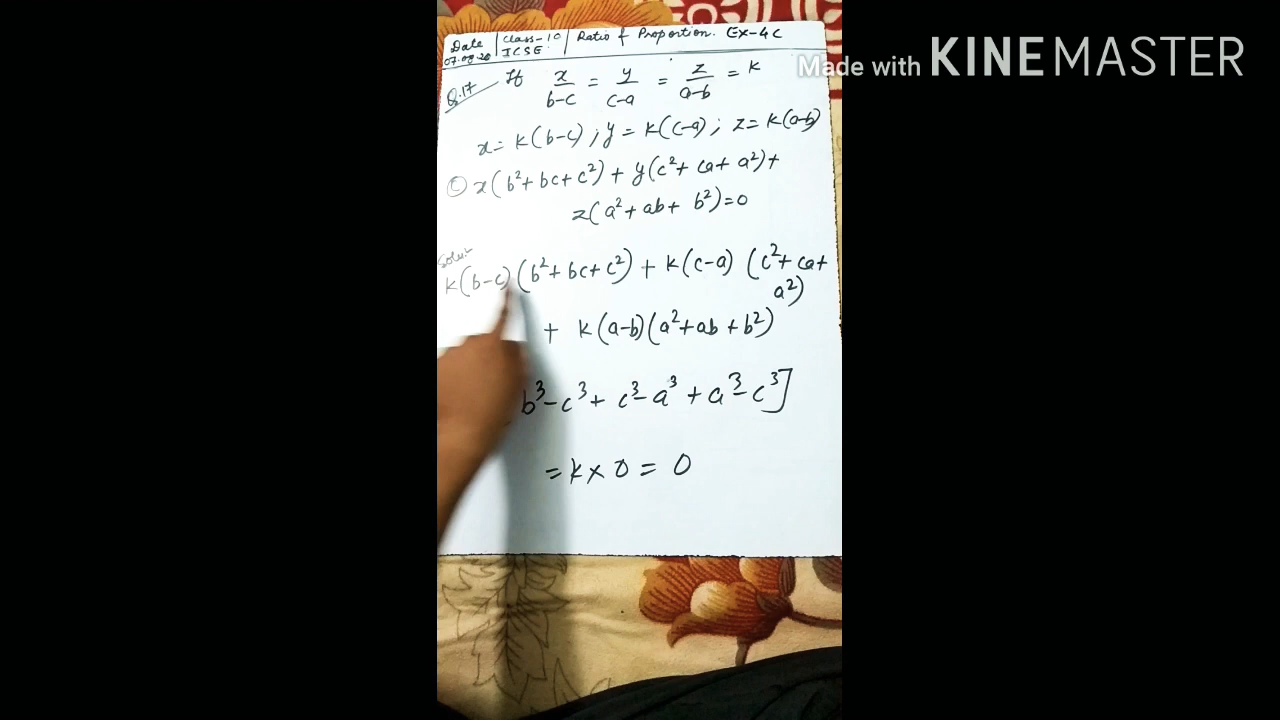 Made with KINEMASTER
Date Class-10 Ratio & Proportion. EX-4C
07.08.20 ICSE
Q.17 If x/b-c = y/c-a = z/a-b = k
x = k(b-c) ; y = k(c-a) ; z = k(a-b)
© x(b²+bc+c²) + y(c²+ca+a²) +
z(a²+ab+b²)=0
Solu:-
k(b-c)(b²+bc+c²) + k(c-a) (c²+ca+
a²)
+ k(a-b)(a²+ab+b²)
b³-c³+ c³-a³+a³-c³]
= k×0 = 0